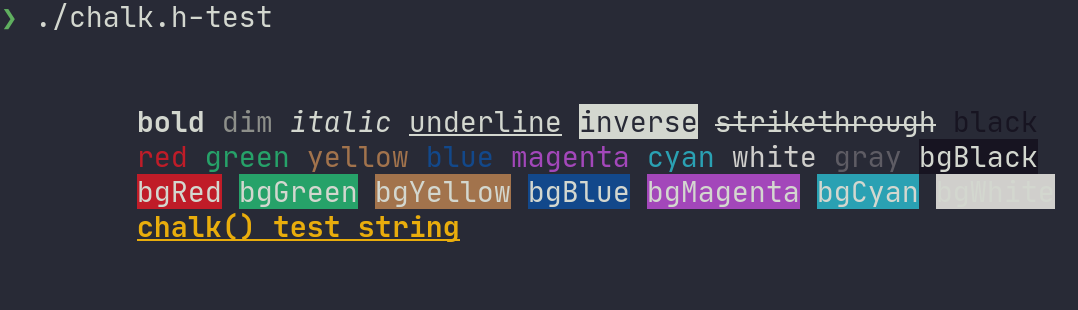 ❯ ./chalk.h-test
bold dim italic underline inverse strikethrough black
red green yellow blue magenta cyan white gray bgBlack
bgRed bgGreen bgYellow bgBlue bgMagenta bgCyan bgWhite
chalk() test string